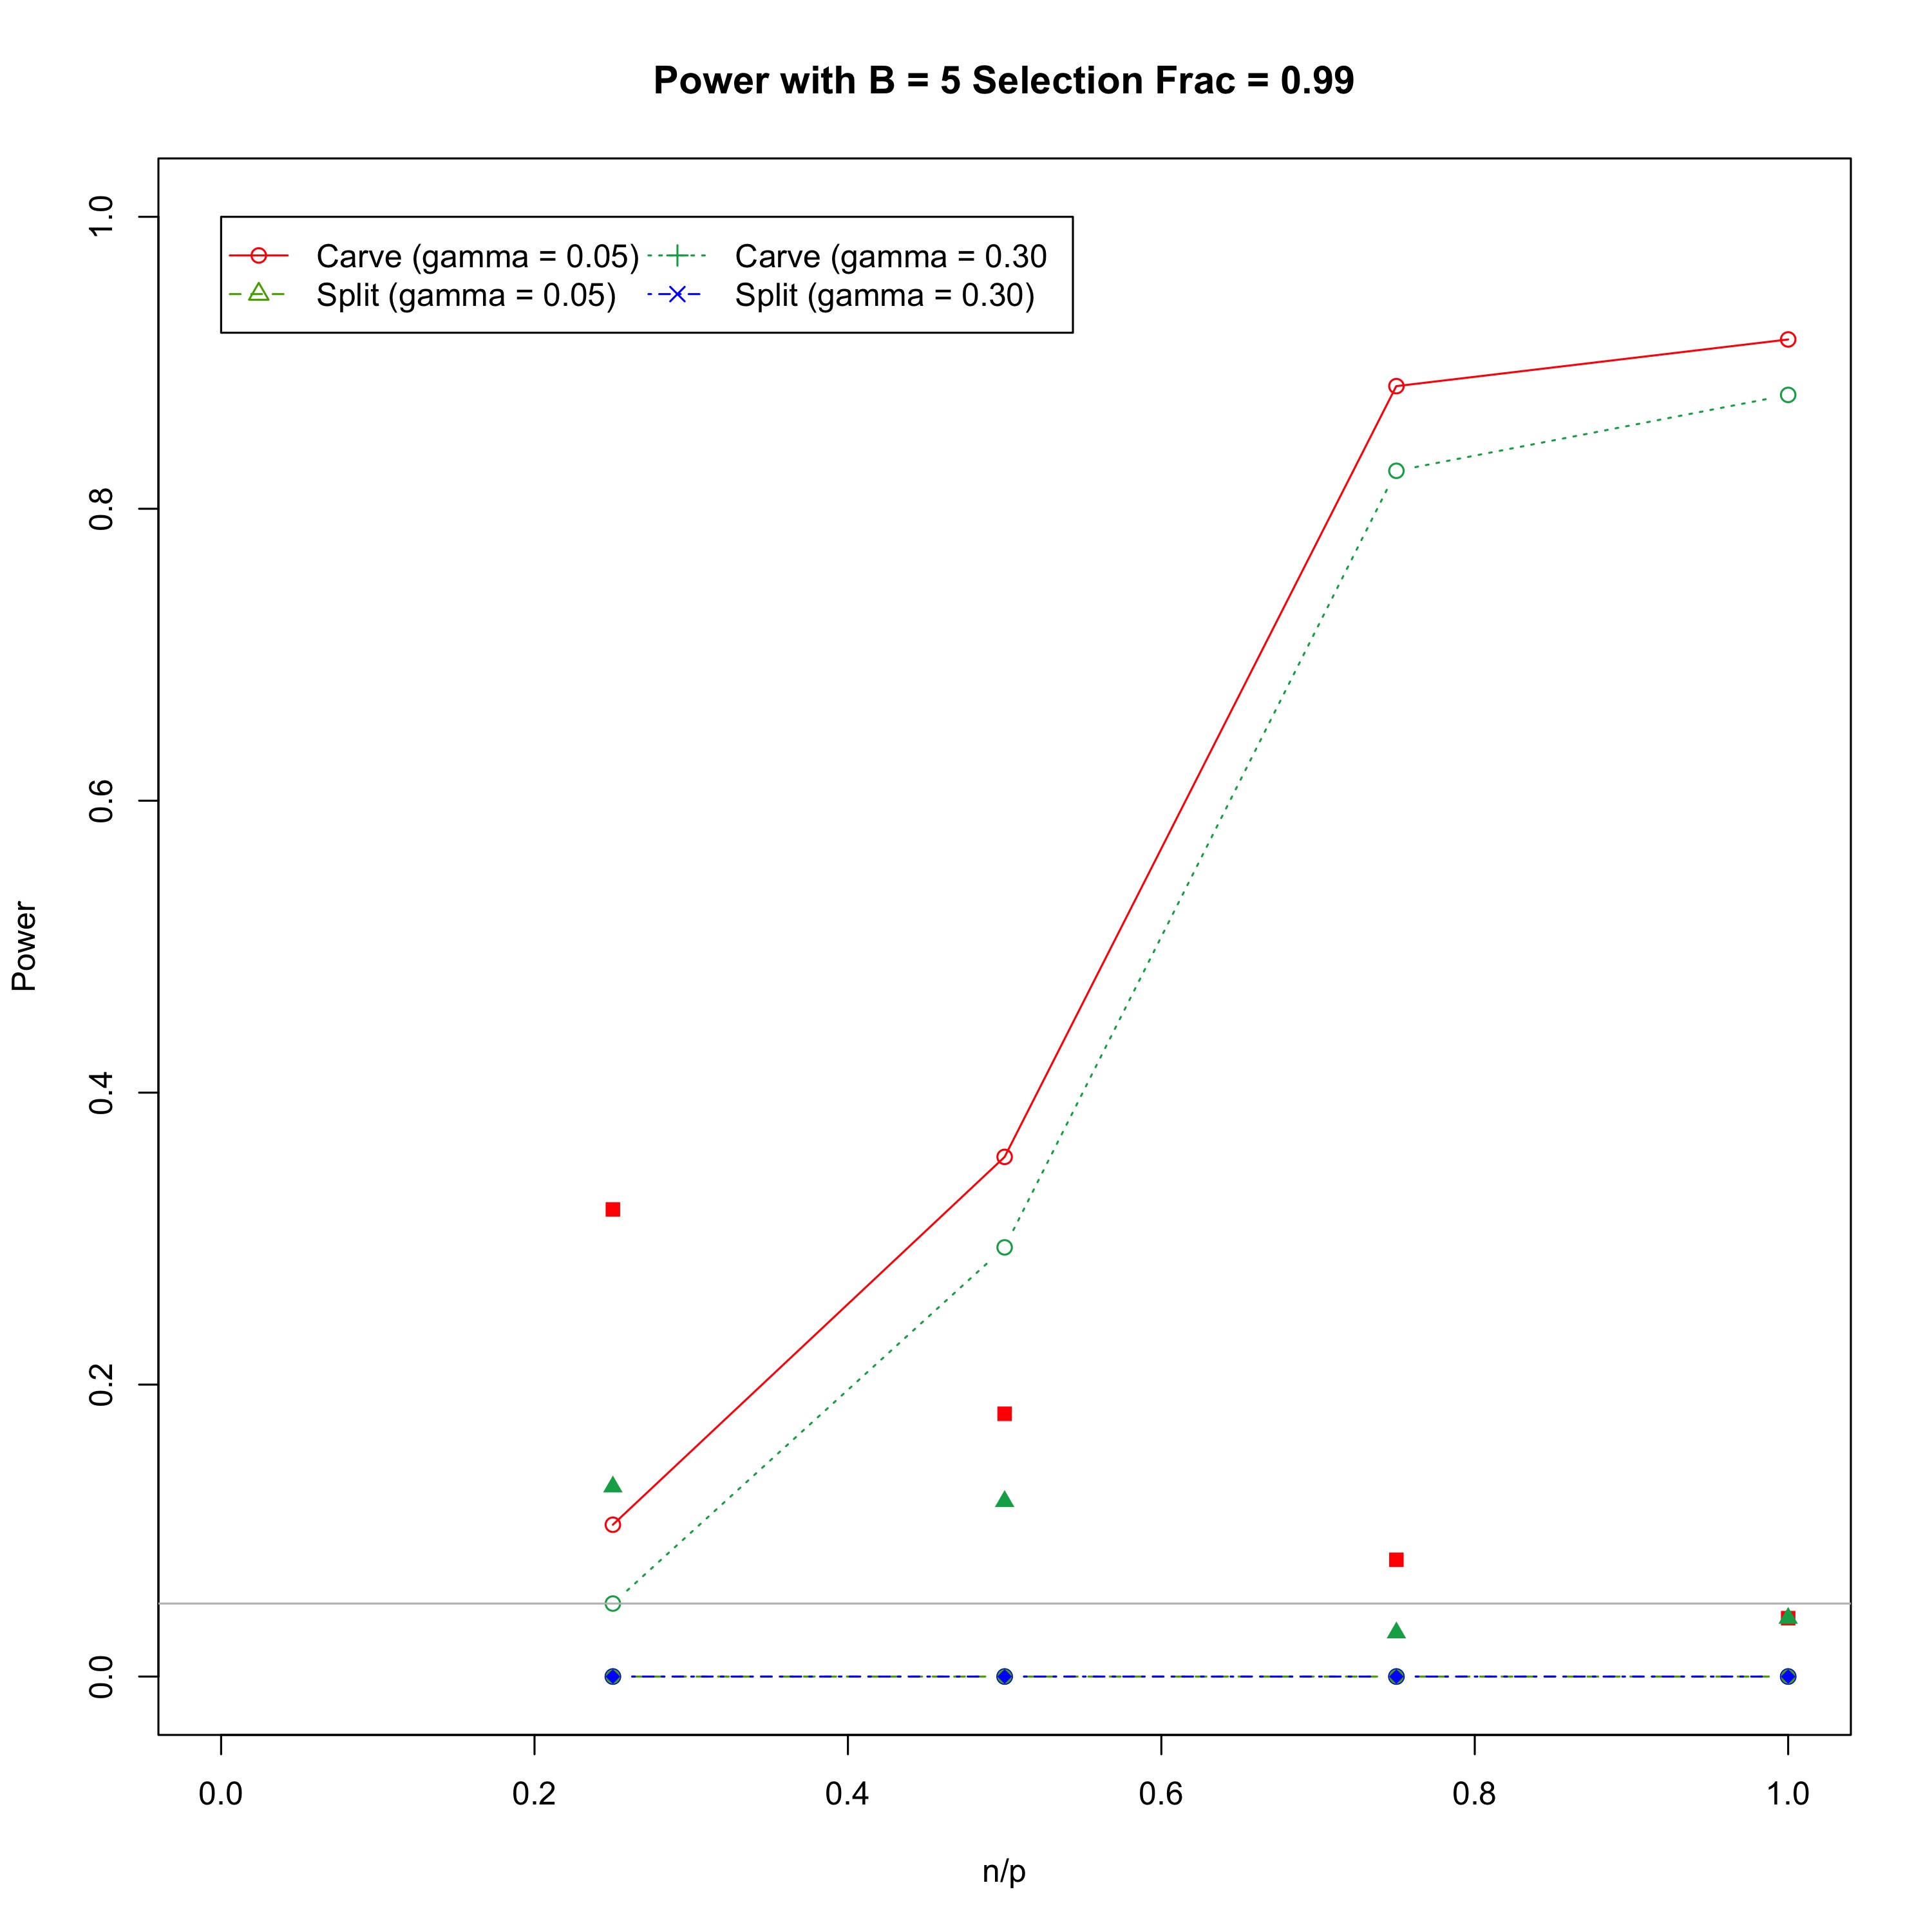 Power with B = 5 Selection Frac = 0.99
Carve (gamma = 0.05)
Split (gamma = 0.05)
Carve (gamma = 0.30
Split (gamma = 0.30)
Power
1.0
0.8
0.6
0.4
0.2
0.0
0.0 0.2 0.4 0.6 0.8 1.0
n/p